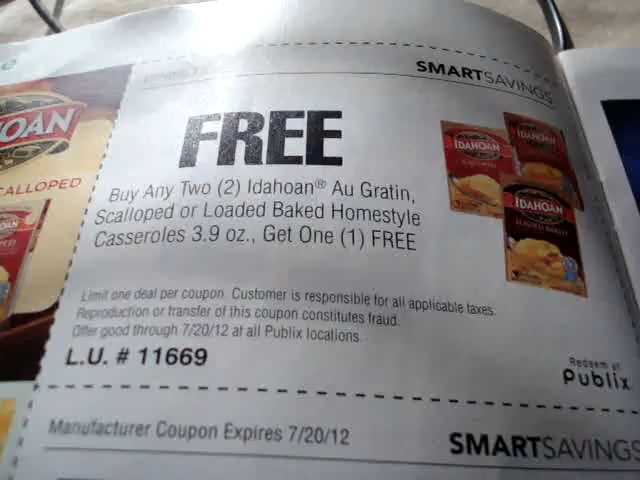 SMARTSAVINGS
FREE
Buy Any Two (2) Idahoan® Au Gratin,
Scalloped or Loaded Baked Homestyle
Casseroles 3.9 oz., Get One (1) FREE
IDAHOAN
IDAHOAN
IDAHOAN
OAN
CALLOPED
Limit one deal per coupon. Customer is responsible for all applicable taxes.
Reproduction or transfer of this coupon constitutes fraud.
Offer good through 7/20/12 at all Publix locations.
L.U. # 11669
Redeem at
Publix
Manufacturer Coupon Expires 7/20/12
SMARTSAVINGS